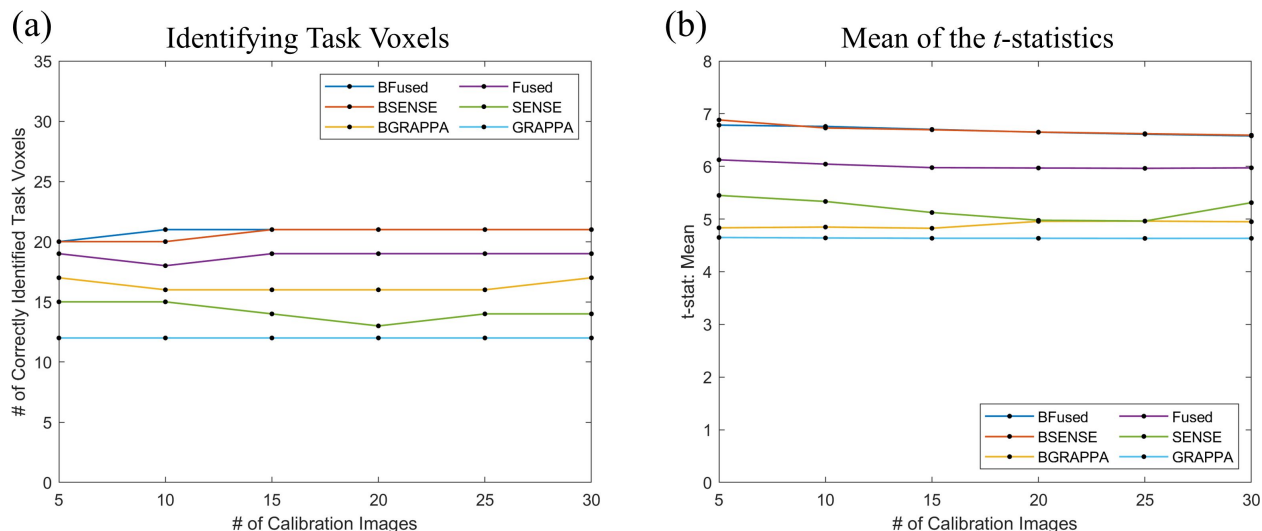 (a)
Identifying Task Voxels
# of Correctly Identified Task Voxels
35
30
25
20
15
10
5
0
BFused
BSENSE
BGRAPPA
Fused
SENSE
GRAPPA
5 10 15 20 25 30
# of Calibration Images
(b)
Mean of the t-statistics
t-stat: Mean
8
7
6
5
4
3
2
1
0
BFused
BSENSE
BGRAPPA
Fused
SENSE
GRAPPA
5 10 15 20 25 30
# of Calibration Images